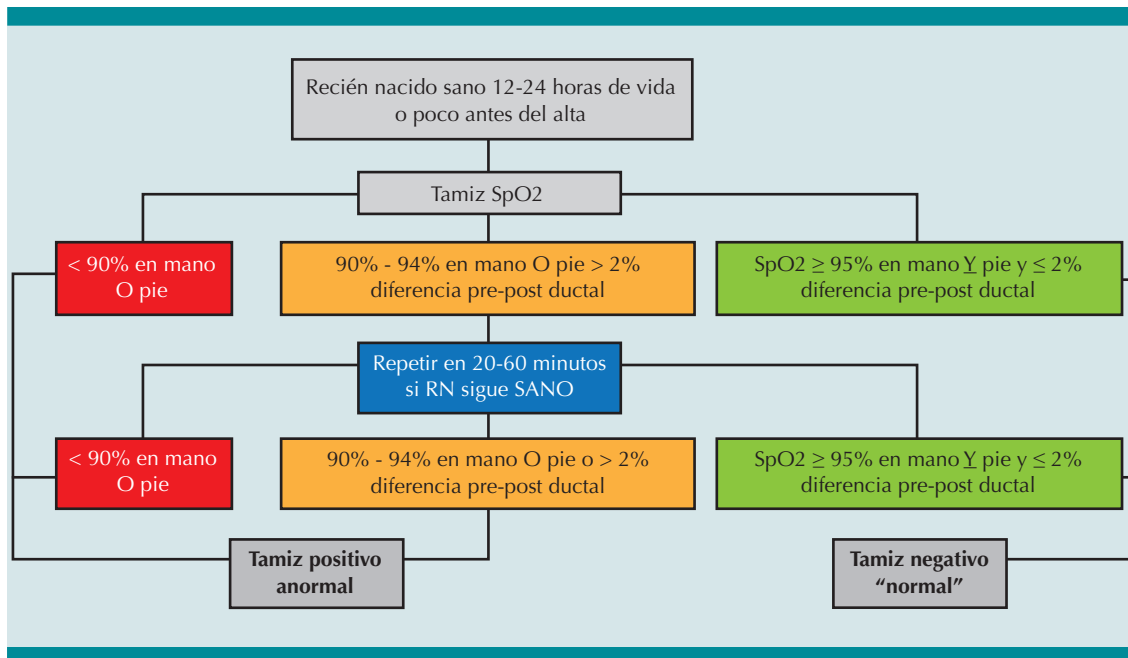 Recién nacido sano 12-24 horas de vida
o poco antes del alta
Tamiz SpO2
< 90% en mano
O pie
90% - 94% en mano O pie > 2%
diferencia pre-post ductal
SpO2 ≥ 95% en mano Y pie y ≤ 2%
diferencia pre-post ductal
Repetir en 20-60 minutos
si RN sigue SANO
< 90% en mano
O pie
90% - 94% en mano O pie o > 2%
diferencia pre-post ductal
SpO2 ≥ 95% en mano Y pie y ≤ 2%
diferencia pre-post ductal
Tamiz positivo
anormal
Tamiz negativo
“normal”